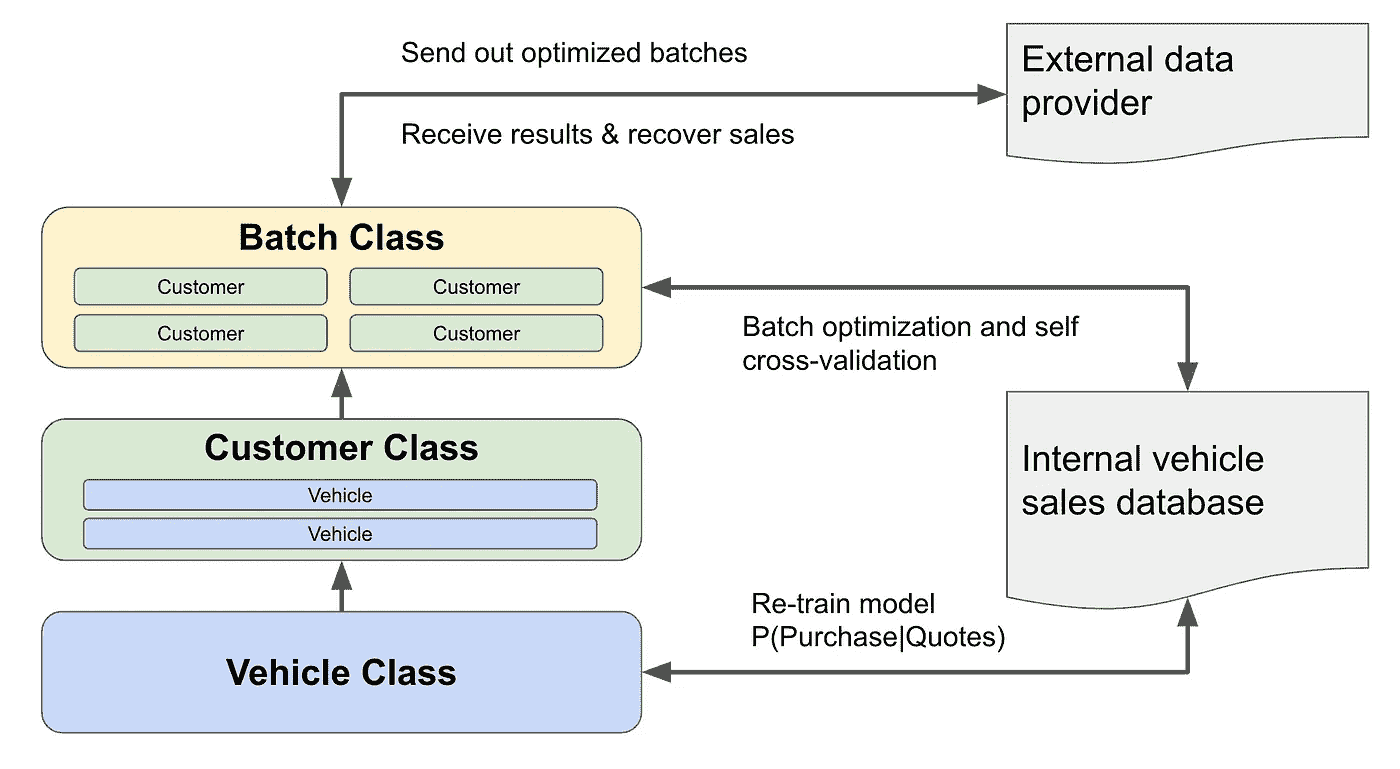 Send out optimized batches
External data
provider
Receive results & recover sales
Batch Class
Customer
Customer
Customer
Customer
Batch optimization and self
cross-validation
Customer Class
Vehicle
Vehicle
Internal vehicle
sales database
Re-train model
P(Purchase|Quotes)
Vehicle Class